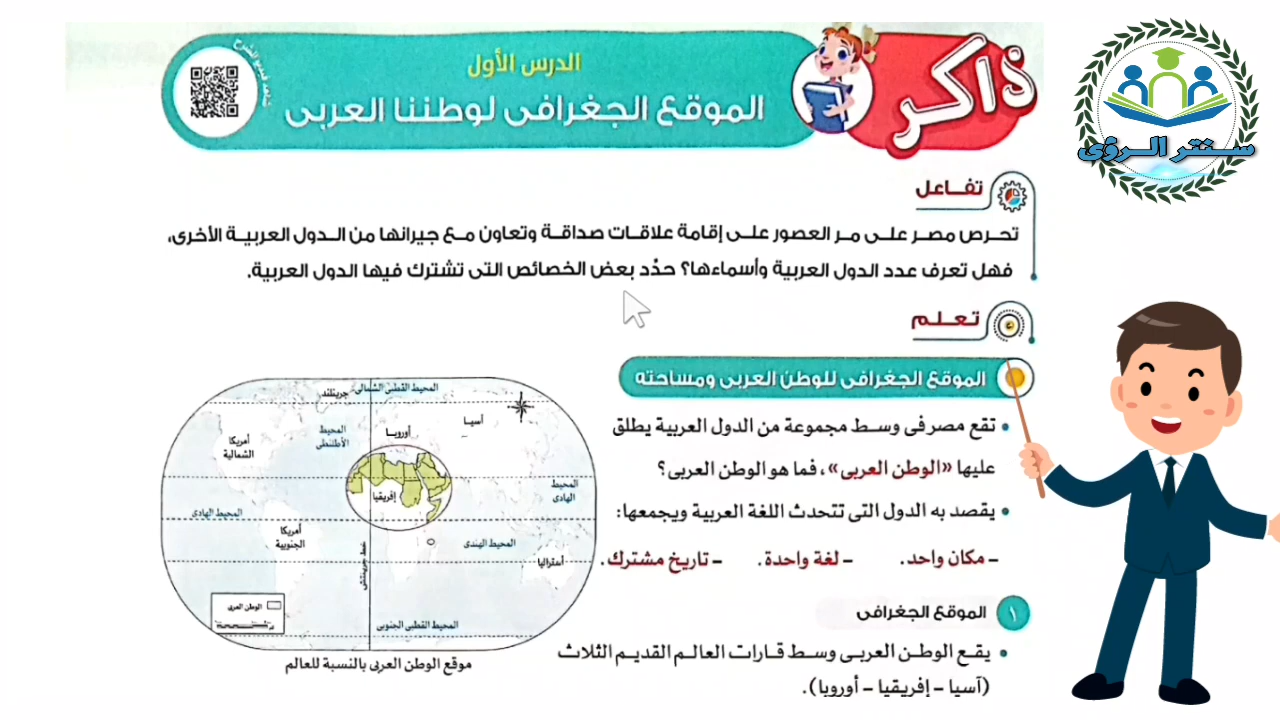 ذاكر
الدرس الأول
الموقع الجغرافى لوطننا العربى
سنتر الرؤى
تفاعل
تحرص مصر على مر العصور على إقامة علاقات صداقة وتعاون مع جيرانها من الدول العربية الأخرى،
فهل تعرف عدد الدول العربية وأسماءها؟ حدِّد بعض الخصائص التى تشترك فيها الدول العربية.
تعلم
الموقع الجغرافى للوطن العربى ومساحته
• تقع مصر فى وسط مجموعة من الدول العربية يطلق
عليها «الوطن العربى»، فما هو الوطن العربى؟
• يقصد به الدول التى تتحدث اللغة العربية ويجمعها:
- مكان واحد. - لغة واحدة. - تاريخ مشترك.
١ الموقع الجغرافى
• يقع الوطن العربى وسط قارات العالم القديم الثلاث
(آسيا - إفريقيا - أوروبا).
المحيط القطبى الشمالى
جرينلند
آسيا
أوروبا
المحيط
الأطلنطى
أمريكا
الشمالية
إفريقيا
المحيط
الهادى
المحيط الهادى
أمريكا
الجنوبية
المحيط الهندى
أستراليا
خط جرينتش
الوطن العربى
المحيط القطبى الجنوبى
موقع الوطن العربى بالنسبة للعالم